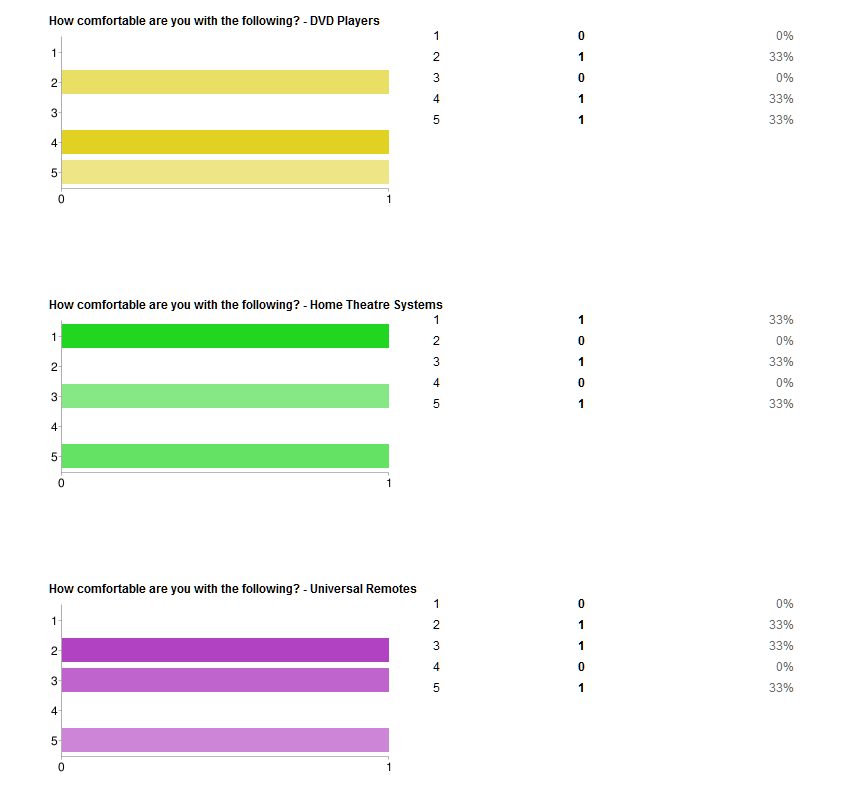 How comfortable are you with the following? - DVD Players
1 1 0 0%
2 2 1 33%
3 3 0 0%
4 4 1 33%
5 5 1 33%
0 1
How comfortable are you with the following? - Home Theatre Systems
1 1 1 33%
2 2 0 0%
3 3 1 33%
4 4 0 0%
5 5 1 33%
0 1
How comfortable are you with the following? - Universal Remotes
1 1 0 0%
2 2 1 33%
3 3 1 33%
4 4 0 0%
5 5 1 33%
0 1